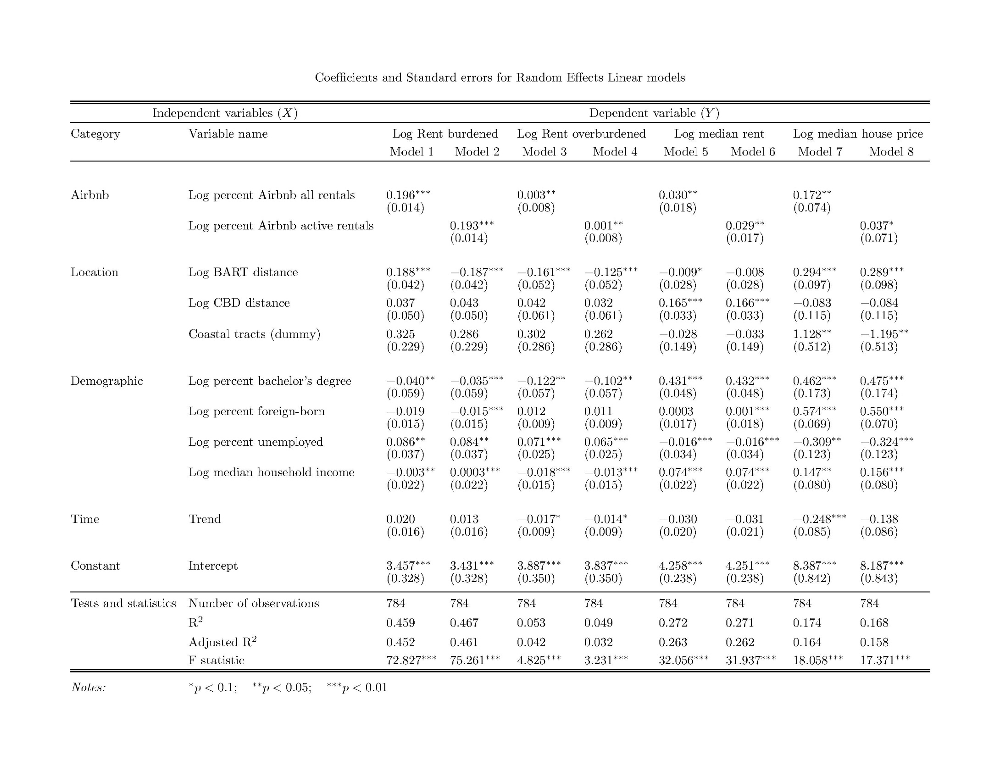 Coefficients and Standard errors for Random Effects Linear models
Independent variables (X) Dependent variable (Y)
Category Variable name Log Rent burdened Log Rent overburdened Log median rent Log median house price
Model 1 Model 2 Model 3 Model 4 Model 5 Model 6 Model 7 Model 8
Airbnb Log percent Airbnb all rentals 0.196*** 0.003** 0.030** 0.172**
(0.014) (0.008) (0.018) (0.074)
Log percent Airbnb active rentals 0.193*** 0.001** 0.029** 0.037*
(0.014) (0.008) (0.017) (0.071)
Location Log BART distance 0.188*** −0.187*** −0.161*** −0.125*** −0.009* −0.008 0.294*** 0.289***
(0.042) (0.042) (0.052) (0.052) (0.028) (0.028) (0.097) (0.098)
Log CBD distance 0.037 0.043 0.042 0.032 0.165*** 0.166*** −0.083 −0.084
(0.050) (0.050) (0.061) (0.061) (0.033) (0.033) (0.115) (0.115)
Coastal tracts (dummy) 0.325 0.286 0.302 0.262 −0.028 −0.033 1.128** −1.195**
(0.229) (0.229) (0.286) (0.286) (0.149) (0.149) (0.512) (0.513)
Demographic Log percent bachelor's degree −0.040** −0.035*** −0.122** −0.102** 0.431*** 0.432*** 0.462*** 0.475***
(0.059) (0.059) (0.057) (0.057) (0.048) (0.048) (0.173) (0.174)
Log percent foreign-born −0.019 −0.015*** 0.012 0.011 0.0003 0.001*** 0.574*** 0.550***
(0.015) (0.015) (0.009) (0.009) (0.017) (0.018) (0.069) (0.070)
Log percent unemployed 0.086** 0.084** 0.071*** 0.065*** −0.016*** −0.016*** −0.309** −0.324***
(0.037) (0.037) (0.025) (0.025) (0.034) (0.034) (0.123) (0.123)
Log median household income −0.003** 0.0003*** −0.018*** −0.013*** 0.074*** 0.074*** 0.147** 0.156***
(0.022) (0.022) (0.015) (0.015) (0.022) (0.022) (0.080) (0.080)
Time Trend 0.020 0.013 −0.017* −0.014* −0.030 −0.031 −0.248*** −0.138
(0.016) (0.016) (0.009) (0.009) (0.020) (0.021) (0.085) (0.086)
Constant Intercept 3.457*** 3.431*** 3.887*** 3.837*** 4.258*** 4.251*** 8.387*** 8.187***
(0.328) (0.328) (0.350) (0.350) (0.238) (0.238) (0.842) (0.843)
Tests and statistics Number of observations 784 784 784 784 784 784 784 784
R² 0.459 0.467 0.053 0.049 0.272 0.271 0.174 0.168
Adjusted R² 0.452 0.461 0.042 0.032 0.263 0.262 0.164 0.158
F statistic 72.827*** 75.261*** 4.825*** 3.231*** 32.056*** 31.937*** 18.058*** 17.371***
Notes: *p < 0.1; **p < 0.05; ***p < 0.01